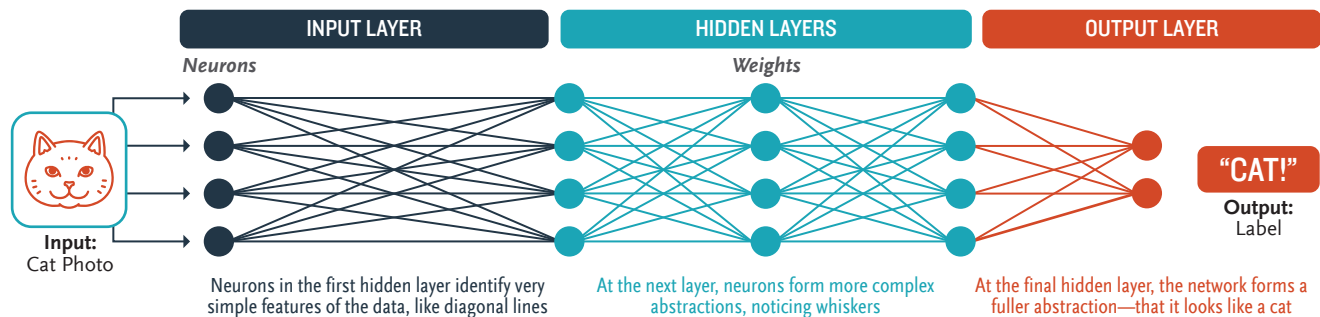 INPUT LAYER
HIDDEN LAYERS
OUTPUT LAYER
Neurons
Weights
Input:
Cat Photo
“CAT!”
Output:
Label
Neurons in the first hidden layer identify very
simple features of the data, like diagonal lines
At the next layer, neurons form more complex
abstractions, noticing whiskers
At the final hidden layer, the network forms a
fuller abstraction—that it looks like a cat